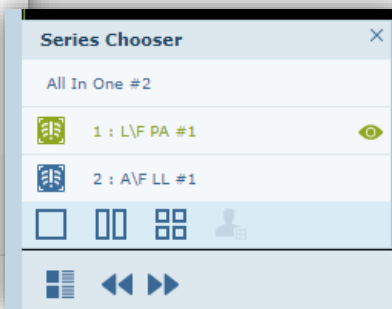 Series Chooser
All In One #2
1 : L\F PA #1
2 : A\F LL #1